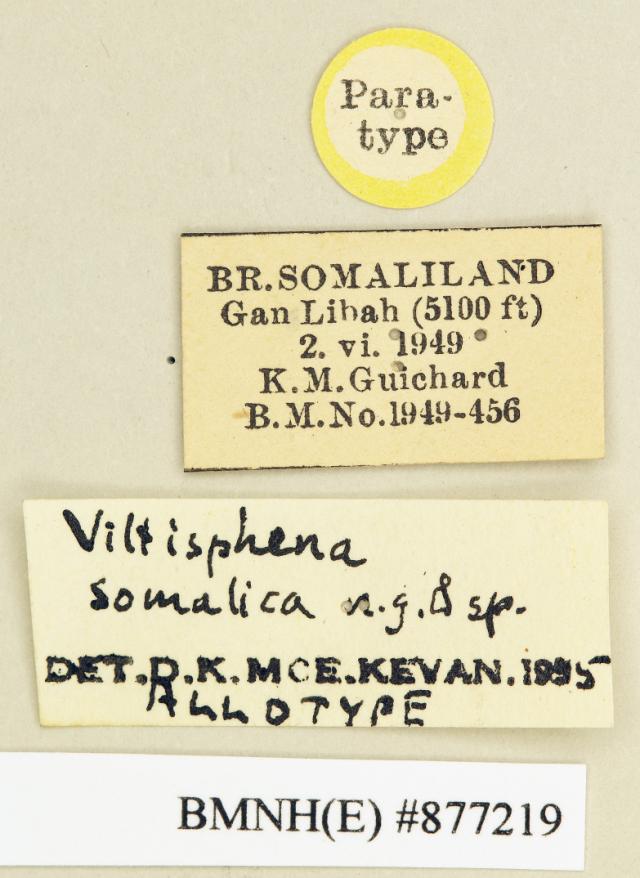 Para-
type
BR. SOMALILAND
Gan Libah (5100 ft)
2. vi. 1949
K. M. Guichard
B. M. No. 1949-456
Viltisphena
somalica n.g. & sp.
DET. D. K. MCE. KEVAN. 1955
ALLOTYPE
BMNH(E) #877219